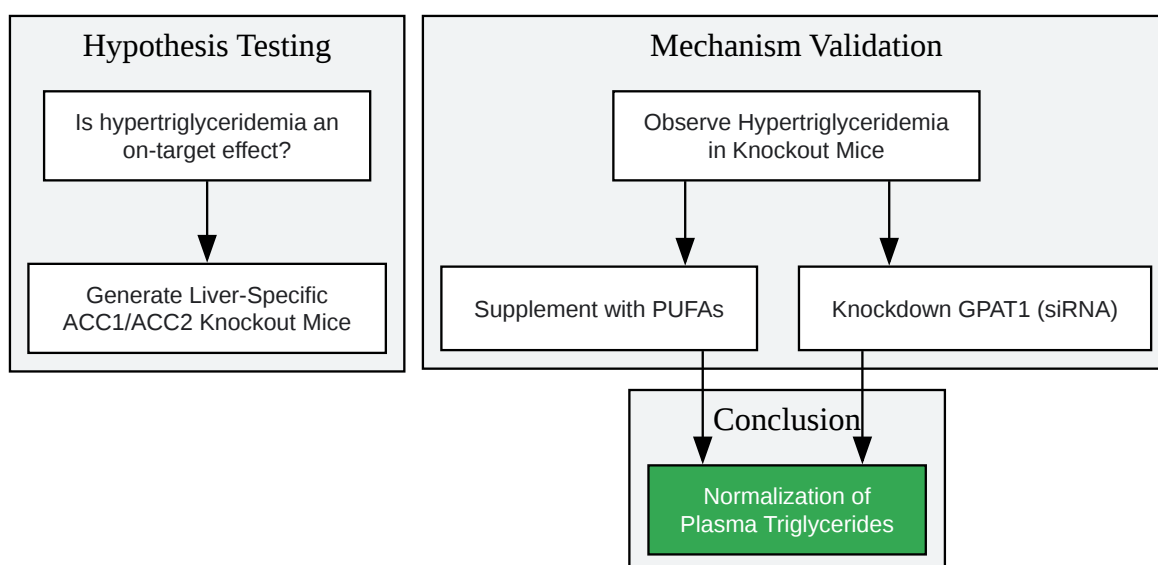 Hypothesis Testing
Is hypertriglyceridemia an
on-target effect?
Generate Liver-Specific
ACC1/ACC2 Knockout Mice
Mechanism Validation
Observe Hypertriglyceridemia
in Knockout Mice
Supplement with PUFAs
Knockdown GPAT1 (siRNA)
Conclusion
Normalization of
Plasma Triglycerides